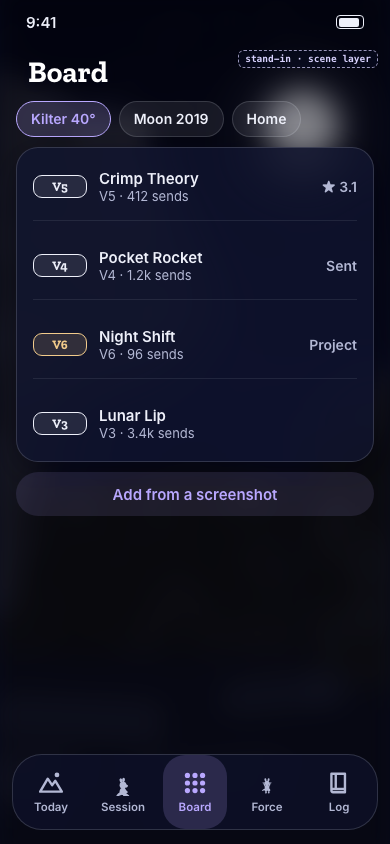 9:41
stand-in · scene layer
Board
Kilter 40°
Moon 2019
Home
V5
Crimp Theory
V5 · 412 sends
★ 3.1
V4
Pocket Rocket
V4 · 1.2k sends
Sent
V6
Night Shift
V6 · 96 sends
Project
V3
Lunar Lip
V3 · 3.4k sends
Add from a screenshot
Today
Session
Board
Force
Log